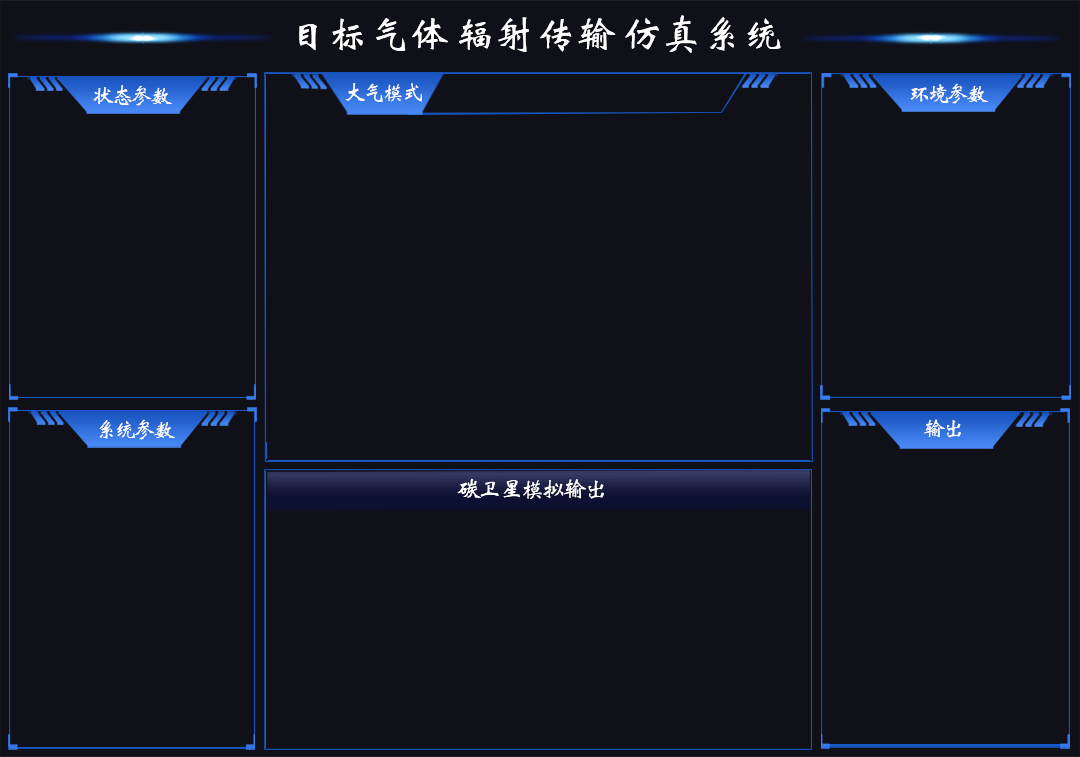 目标气体辐射传输仿真系统
状态参数
大气模式
环境参数
系统参数
碳卫星模拟输出
输出